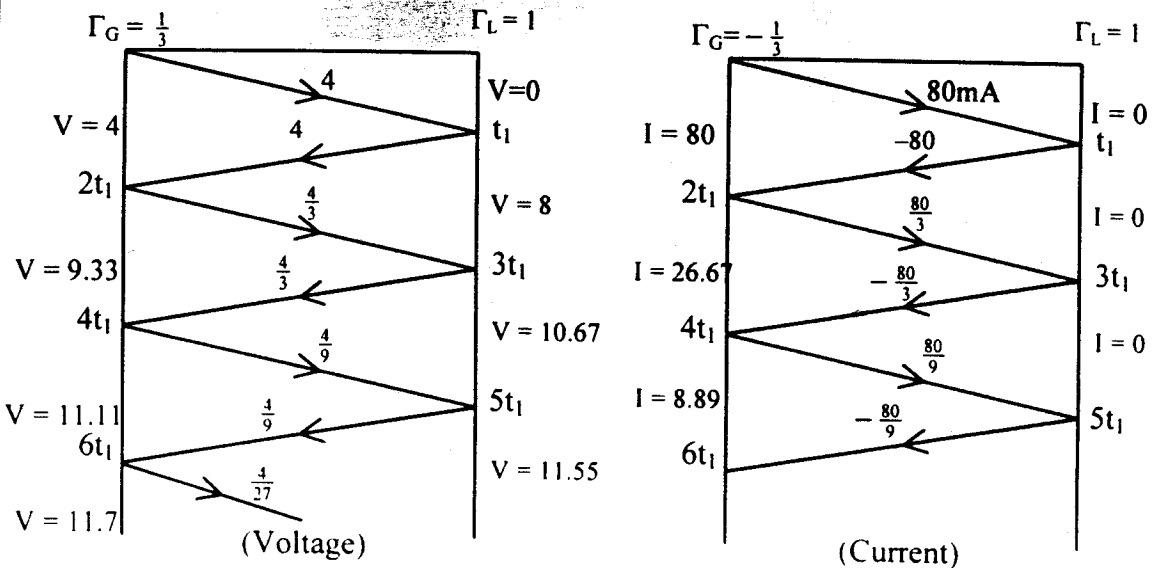 Γ_G = 1/3
Γ_L = 1
4
V=0
V = 4
t₁
4
2t₁
4/3
V = 8
V = 9.33
4/3
3t₁
4t₁
4/9
V = 10.67
V = 11.11
4/9
5t₁
6t₁
4/27
V = 11.55
V = 11.7
(Voltage)
Γ_G= − 1/3
Γ_L = 1
80mA
I = 0
I = 80
−80
t₁
2t₁
80/3
I = 0
I = 26.67
− 80/3
3t₁
4t₁
80/9
I = 0
I = 8.89
− 80/9
5t₁
6t₁
(Current)